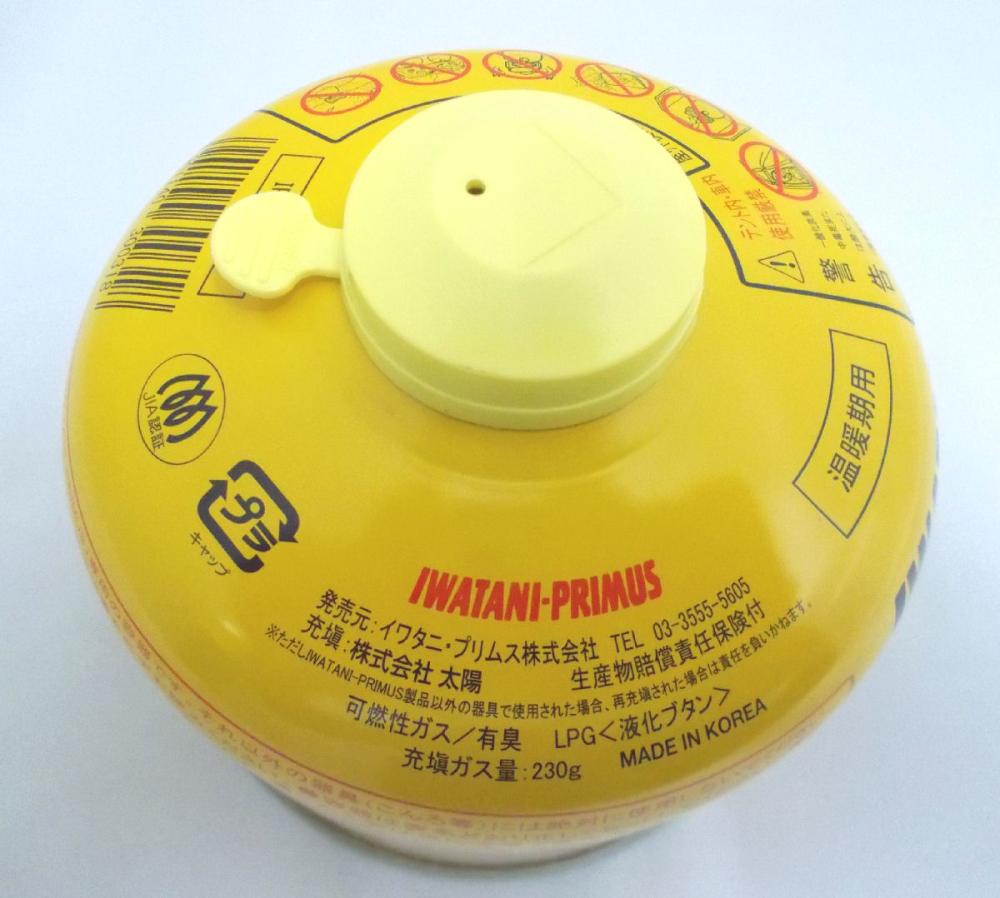 テント内、車内
使用厳禁
警告
温暖期用
JIA認証
プラ
キャップ
IWATANI-PRIMUS
発売元:イワタニ・プリムス株式会社 TEL 03-3555-5605
充填:株式会社 太陽 生産物賠償責任保険付
※ただしIWATANI-PRIMUS製品以外の器具で使用された場合、再充填された場合は責任を負いかねます。
可燃性ガス/有臭 LPG<液化ブタン>
充填ガス量:230g MADE IN KOREA